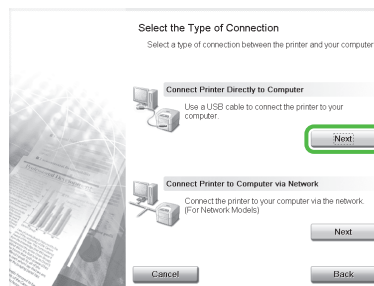 Select the Type of Connection
Select a type of connection between the printer and your computer
Connect Printer Directly to Computer
Use a USB cable to connect the printer to your
computer.
Next
Connect Printer to Computer via Network
Connect the printer to your computer via the network.
(For Network Models)
Next
Cancel
Back